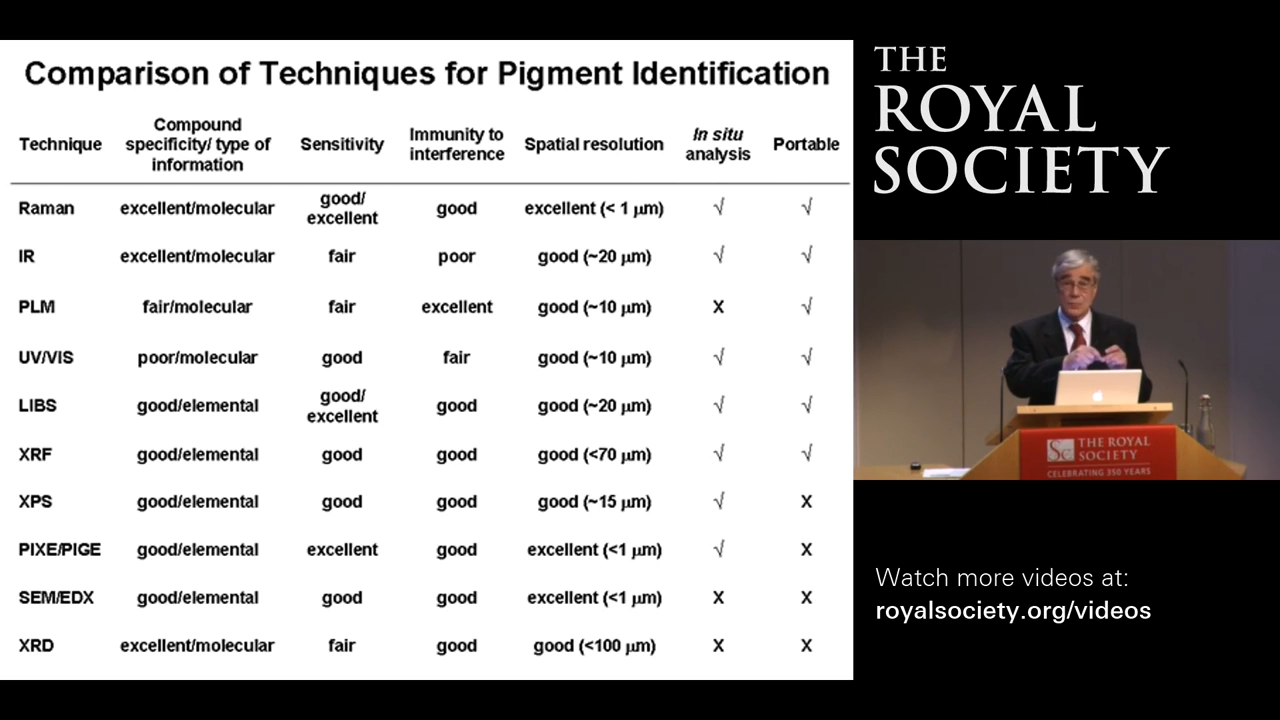 Comparison of Techniques for Pigment Identification
Technique Compound specificity/ type of information Sensitivity Immunity to interference Spatial resolution In situ analysis Portable
Raman excellent/molecular good/ excellent good excellent (< 1 μm) √ √
IR excellent/molecular fair poor good (~20 μm) √ √
PLM fair/molecular fair excellent good (~10 μm) X √
UV/VIS poor/molecular good fair good (~10 μm) √ √
LIBS good/elemental good/ excellent good good (~20 μm) √ √
XRF good/elemental good good good (<70 μm) √ √
XPS good/elemental good good good (~15 μm) √ X
PIXE/PIGE good/elemental excellent good excellent (<1 μm) √ X
SEM/EDX good/elemental good good excellent (<1 μm) X X
XRD excellent/molecular fair good good (<100 μm) X X
THE
ROYAL
SOCIETY
THE ROYAL
SOCIETY
CELEBRATING 350 YEARS
Watch more videos at:
royalsociety.org/videos